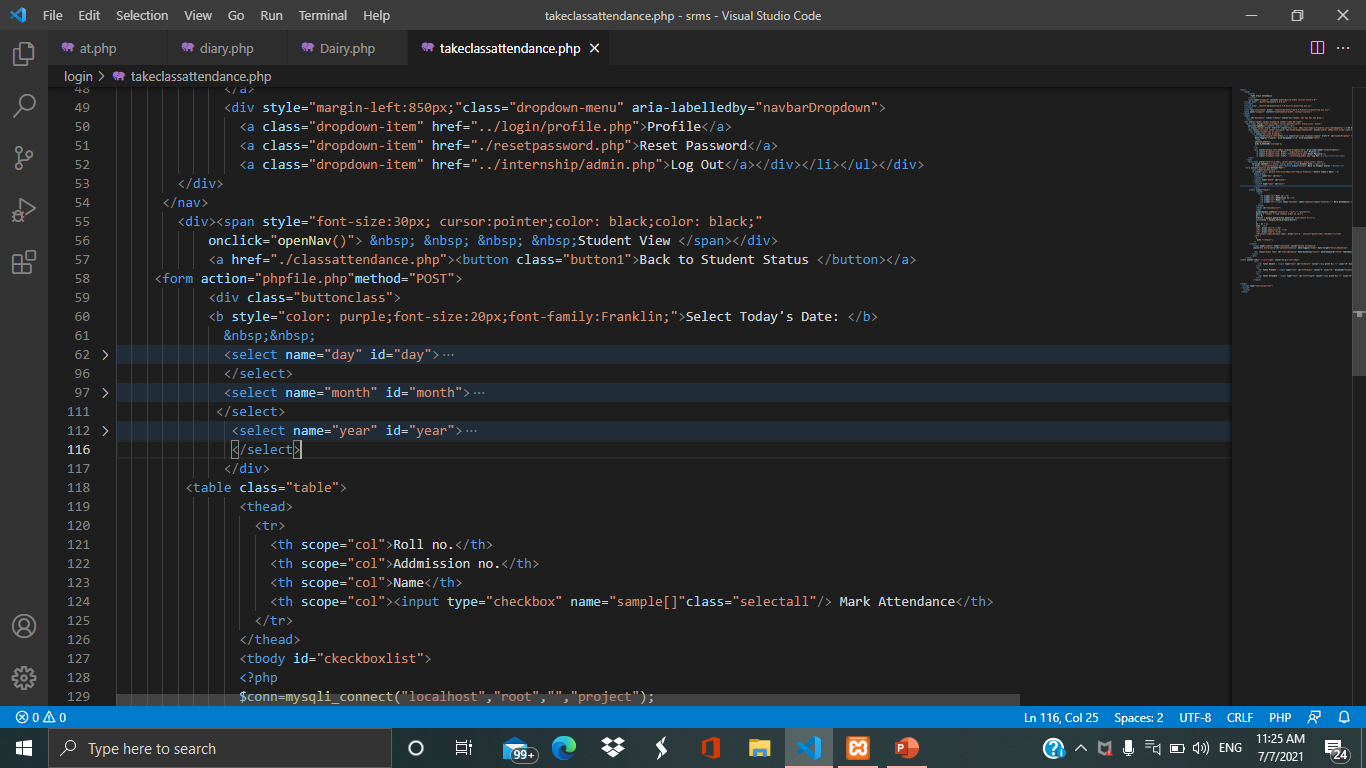 File Edit Selection View Go Run Terminal Help takeclassattendance.php - srms - Visual Studio Code
at.php diary.php Dairy.php takeclassattendance.php
login > takeclassattendance.php
48 </a>
49 <div style="margin-left:850px;"class="dropdown-menu" aria-labelledby="navbarDropdown">
50 <a class="dropdown-item" href="../login/profile.php">Profile</a>
51 <a class="dropdown-item" href="./resetpassword.php">Reset Password</a>
52 <a class="dropdown-item" href="../internship/admin.php">Log Out</a></div></li></ul></div>
53 </div>
54 </nav>
55 <div><span style="font-size:30px; cursor:pointer;color: black;color: black;"
56 onclick="openNav()"> &nbsp; &nbsp; &nbsp; &nbsp;Student View </span></div>
57 <a href="./classattendance.php"><button class="button1">Back to Student Status </button></a>
58 <form action="phpfile.php"method="POST">
59 <div class="buttonclass">
60 <b style="color: purple;font-size:20px;font-family:Franklin;">Select Today's Date: </b>
61 &nbsp;&nbsp;
62 <select name="day" id="day">...
96 </select>
97 <select name="month" id="month">...
111 </select>
112 <select name="year" id="year">...
116 </select>
117 </div>
118 <table class="table">
119 <thead>
120 <tr>
121 <th scope="col">Roll no.</th>
122 <th scope="col">Addmission no.</th>
123 <th scope="col">Name</th>
124 <th scope="col"><input type="checkbox" name="sample[]"class="selectall"/> Mark Attendance</th>
125 </tr>
126 </thead>
127 <tbody id="ckeckboxlist">
128 <?php
129 $conn=mysqli_connect("localhost","root","","project");
0 0 Ln 116, Col 25 Spaces: 2 UTF-8 CRLF PHP
Type here to search 99+ ENG 11:25 AM
7/7/2021 24